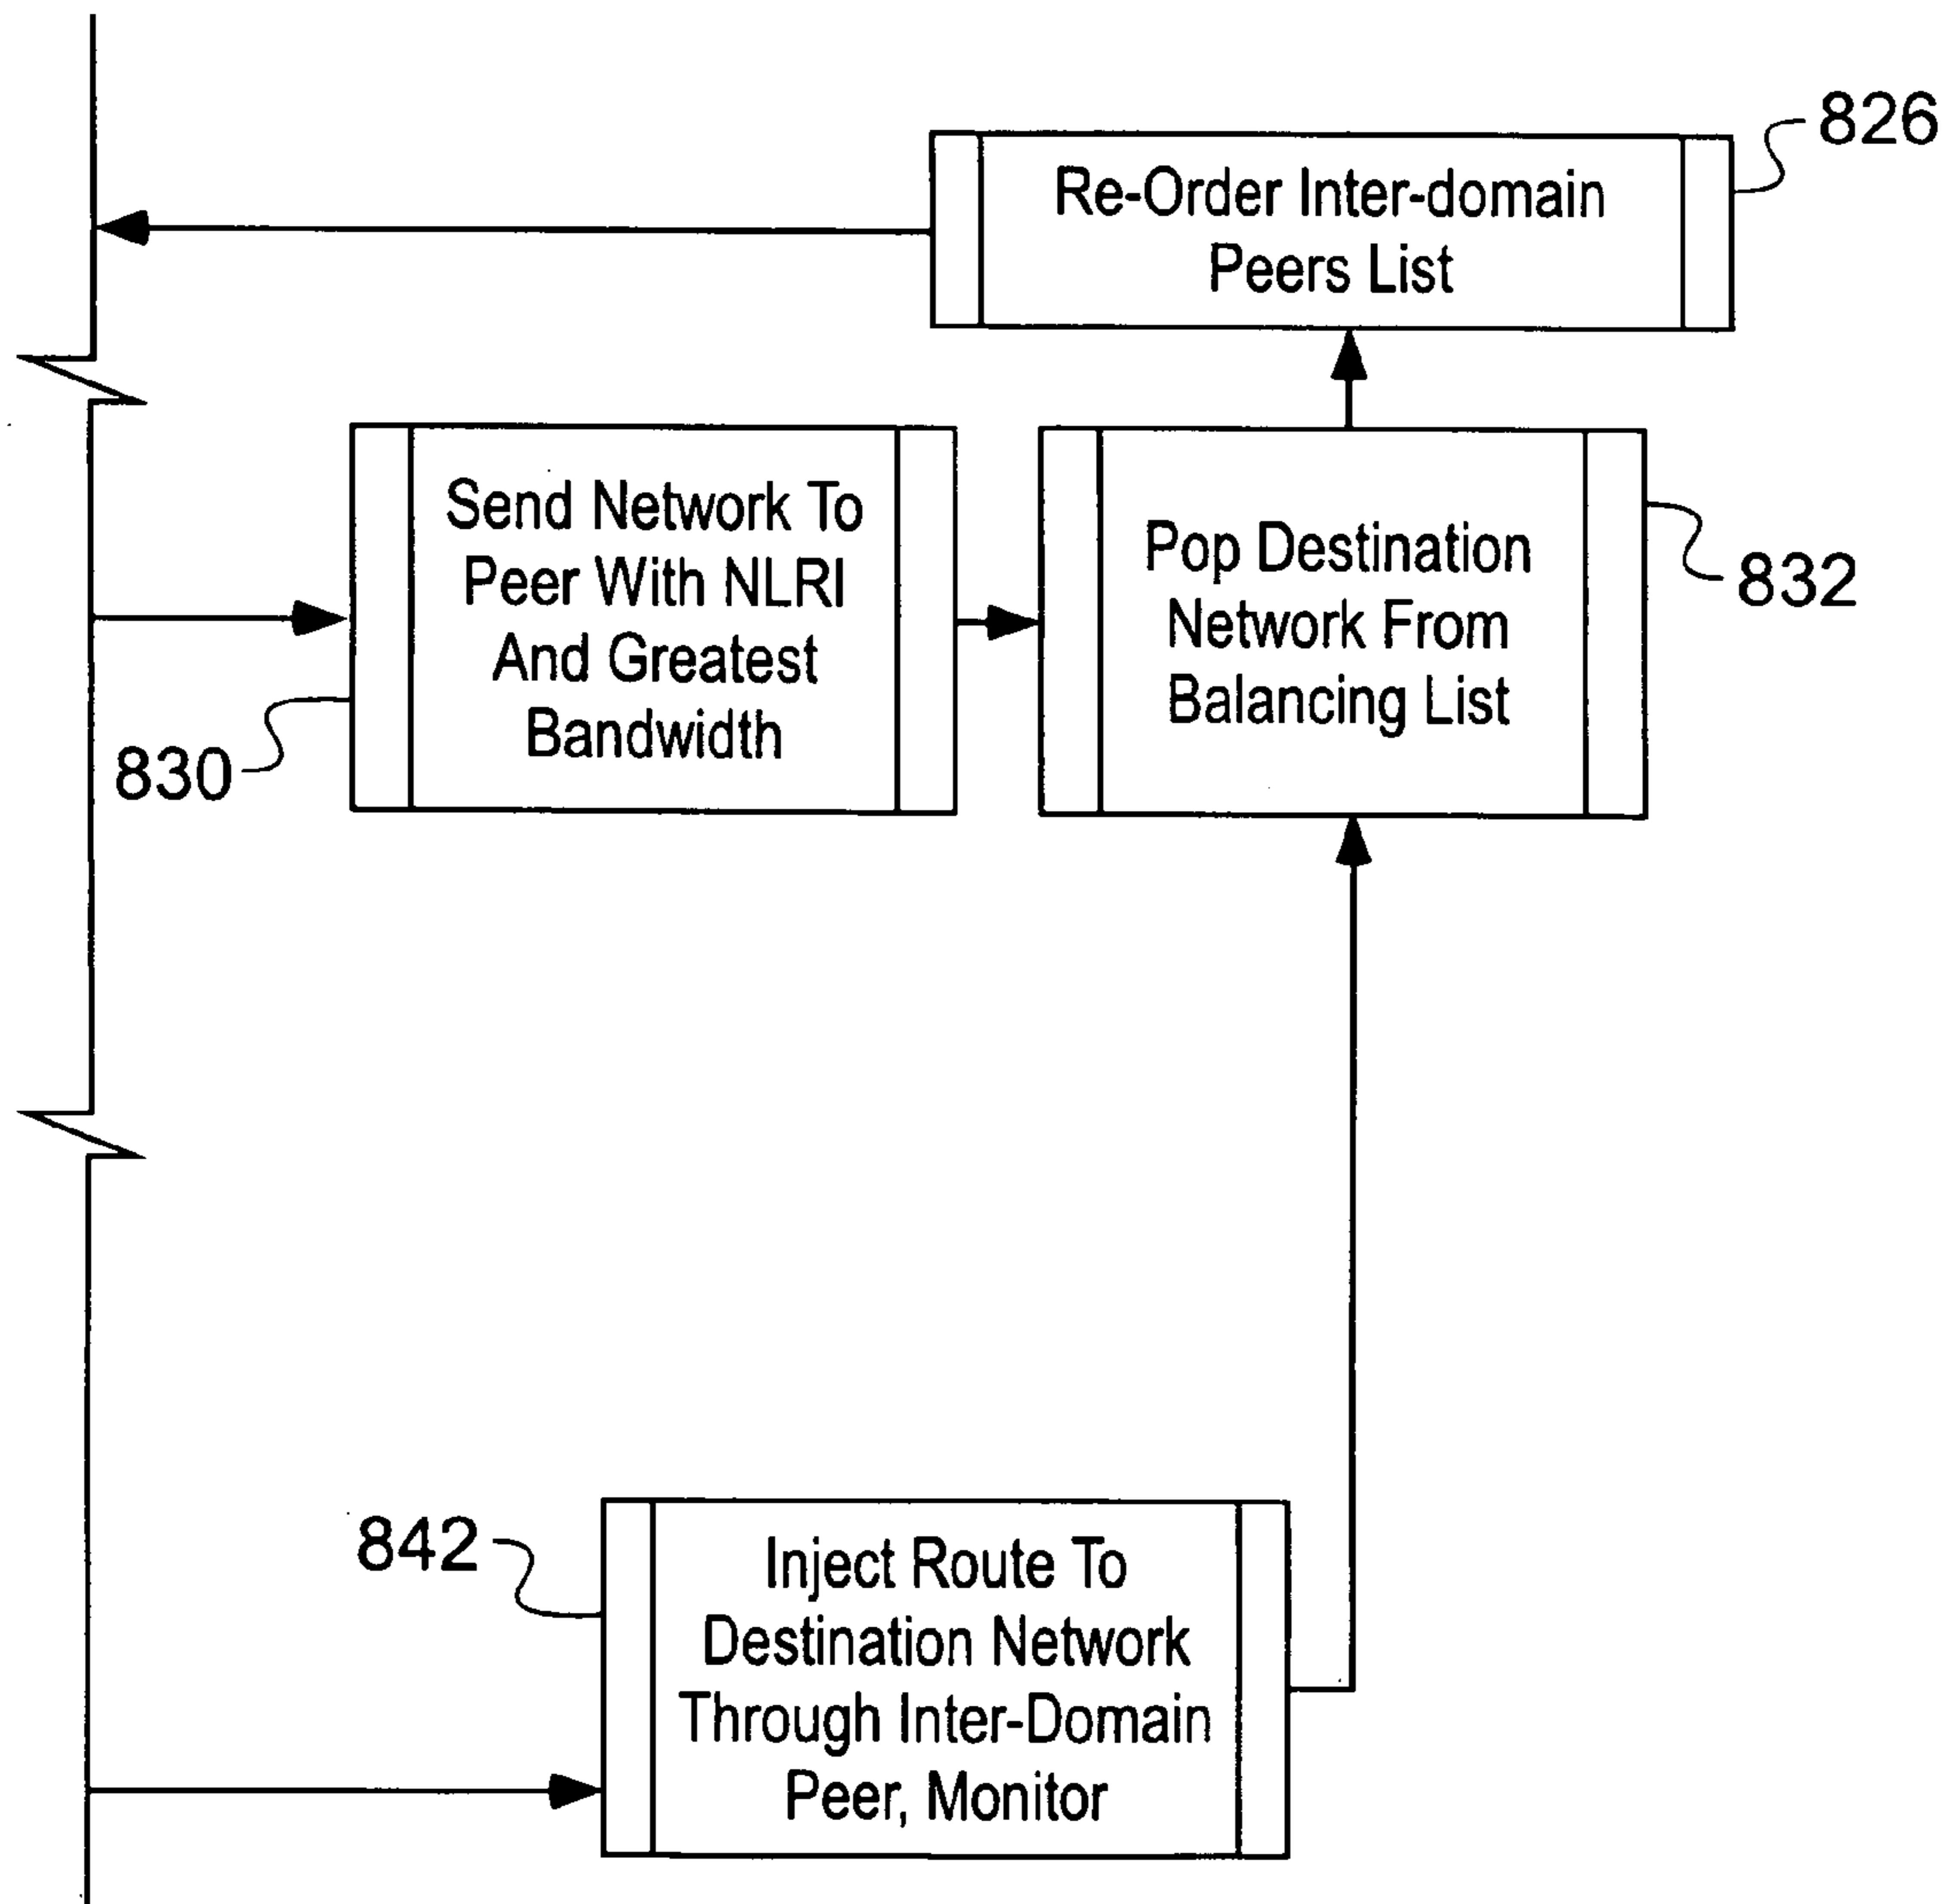 826
Re-Order Inter-domain
Peers List
Send Network To
Peer With NLRI
And Greatest
Bandwidth
830
Pop Destination
Network From
Balancing List
832
842
Inject Route To
Destination Network
Through Inter-Domain
Peer, Monitor